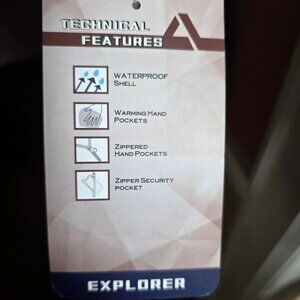 TECHNICAL
FEATURES
WATERPROOF
SHELL
WARMING HAND
POCKETS
ZIPPERED
HAND POCKETS
ZIPPER SECURITY
POCKET
EXPLORER